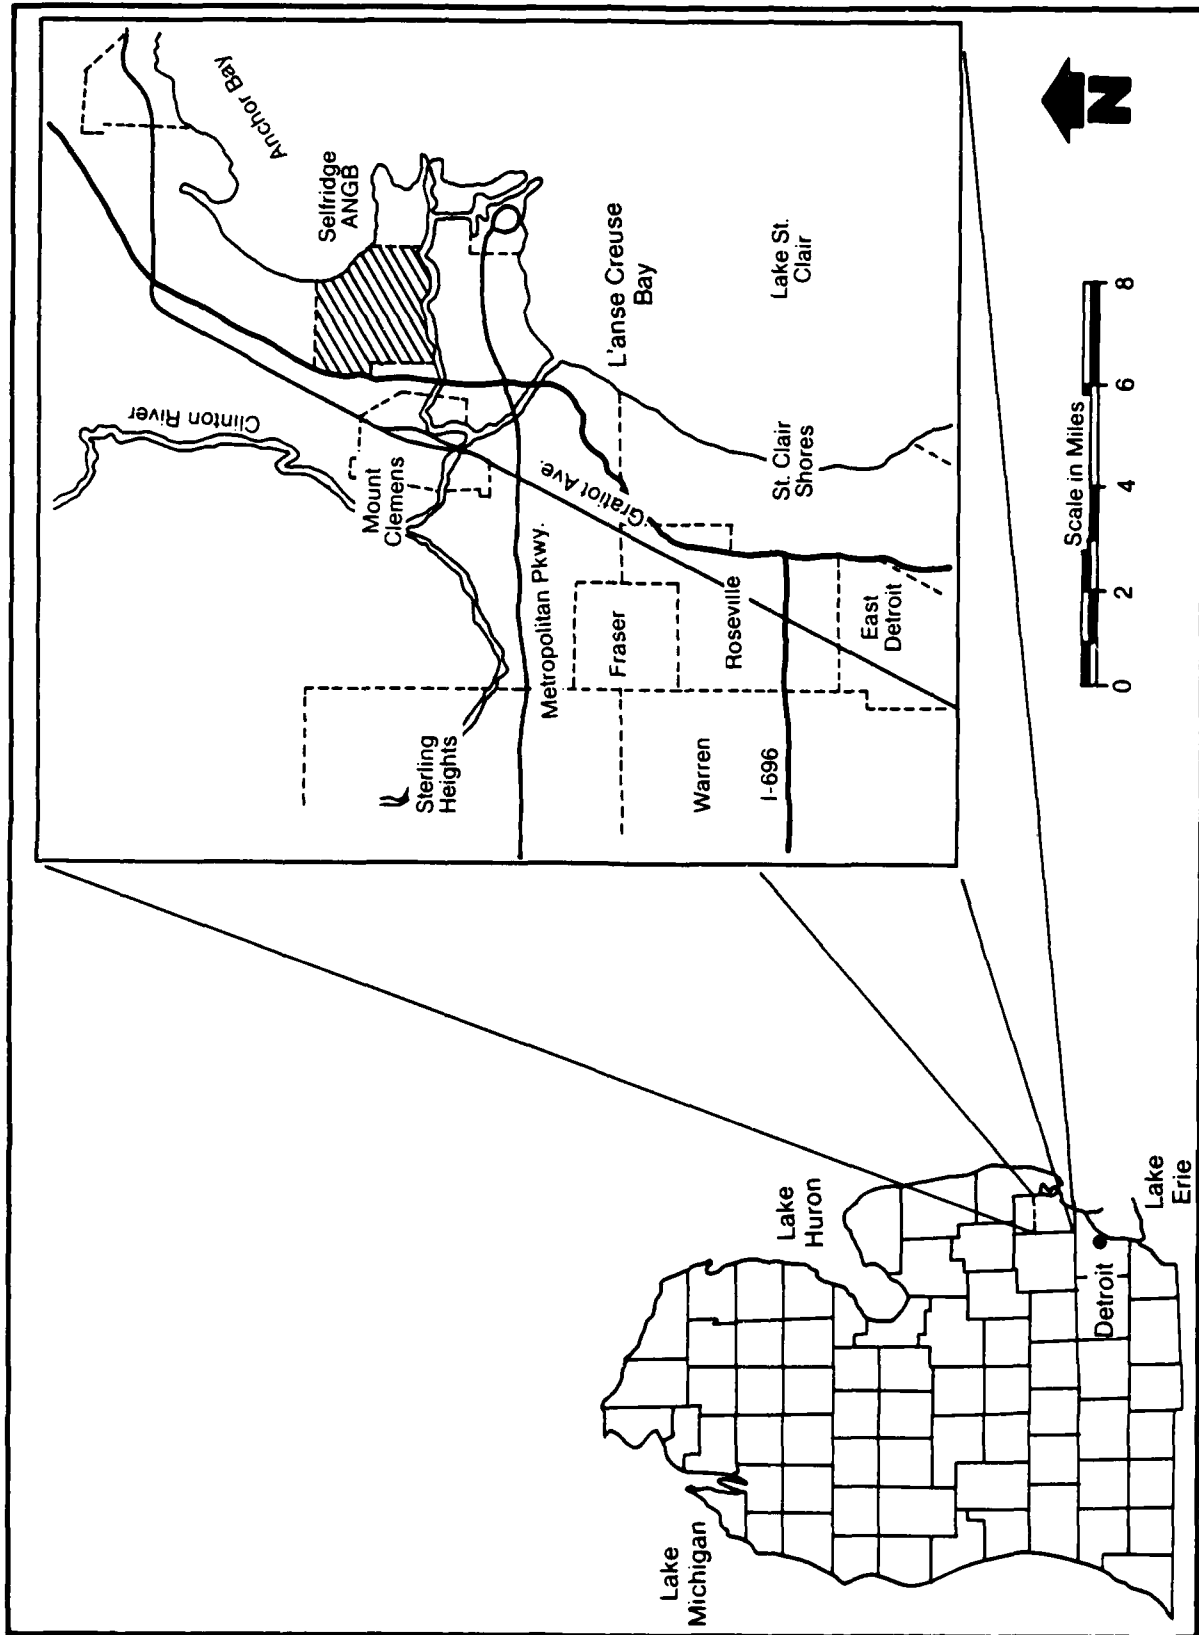 Anchor Bay
Selfridge
ANGB
Clinton River
Mount
Clemens
L'anse Creuse
Bay
Lake St.
Clair
Gratiot Ave.
St. Clair
Shores
Metropolitan Pkwy.
Fraser
Roseville
East
Detroit
Sterling
Heights
Warren
I-696
N
Scale in Miles
0
2
4
6
8
Lake
Huron
Lake
Michigan
Detroit
Lake
Erie